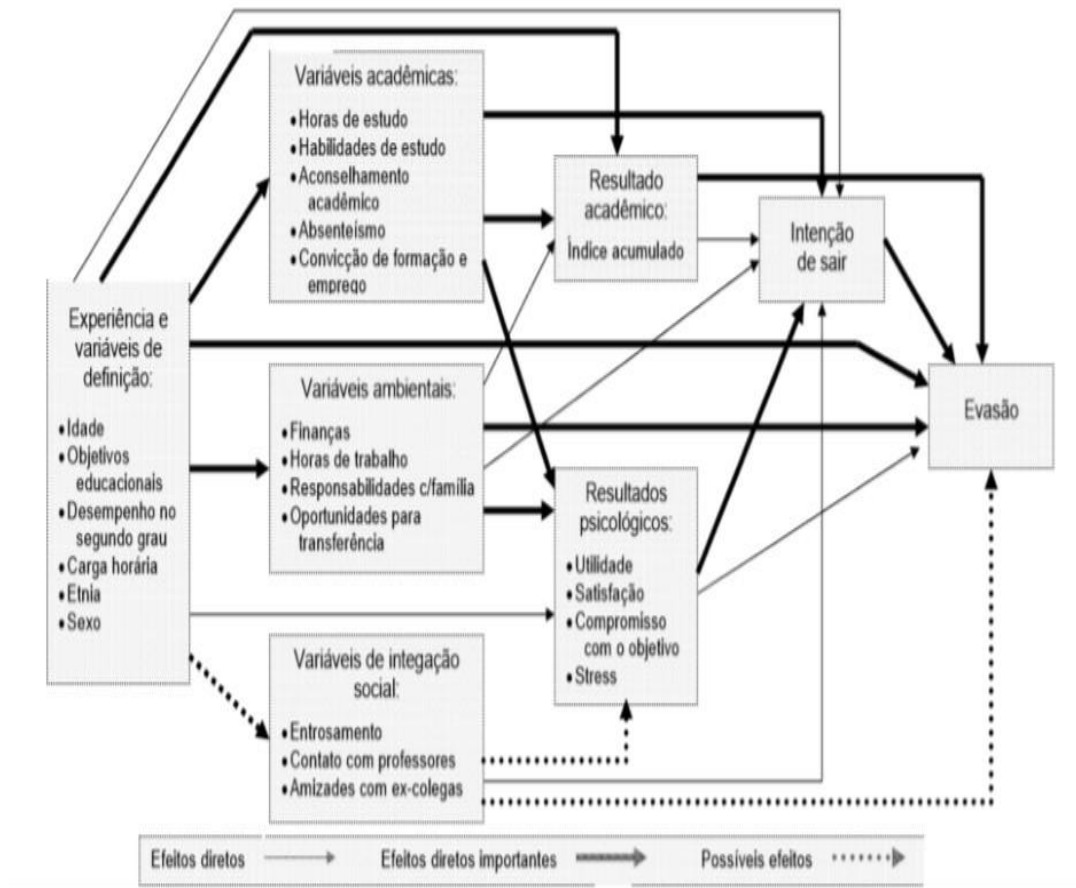 Variáveis acadêmicas:
•Horas de estudo
•Habilidades de estudo
•Aconselhamento
acadêmico
•Absenteísmo
•Convicção de formação e
emprego
Resultado
acadêmico:
Índice acumulado
Intenção
de sair
Experiência e
variáveis de
definição:
•Idade
•Objetivos
educacionais
•Desempenho no
segundo grau
•Carga horária
•Etnia
•Sexo
Variáveis ambientais:
•Finanças
•Horas de trabalho
•Responsabilidades c/família
•Oportunidades para
transferência
Evasão
Resultados
psicológicos:
•Utilidade
•Satisfação
•Compromisso
com o objetivo
•Stress
Variáveis de integação
social:
•Entrosamento
•Contato com professores
•Amizades com ex-colegas
Efeitos diretos
Efeitos diretos importantes
Possíveis efeitos